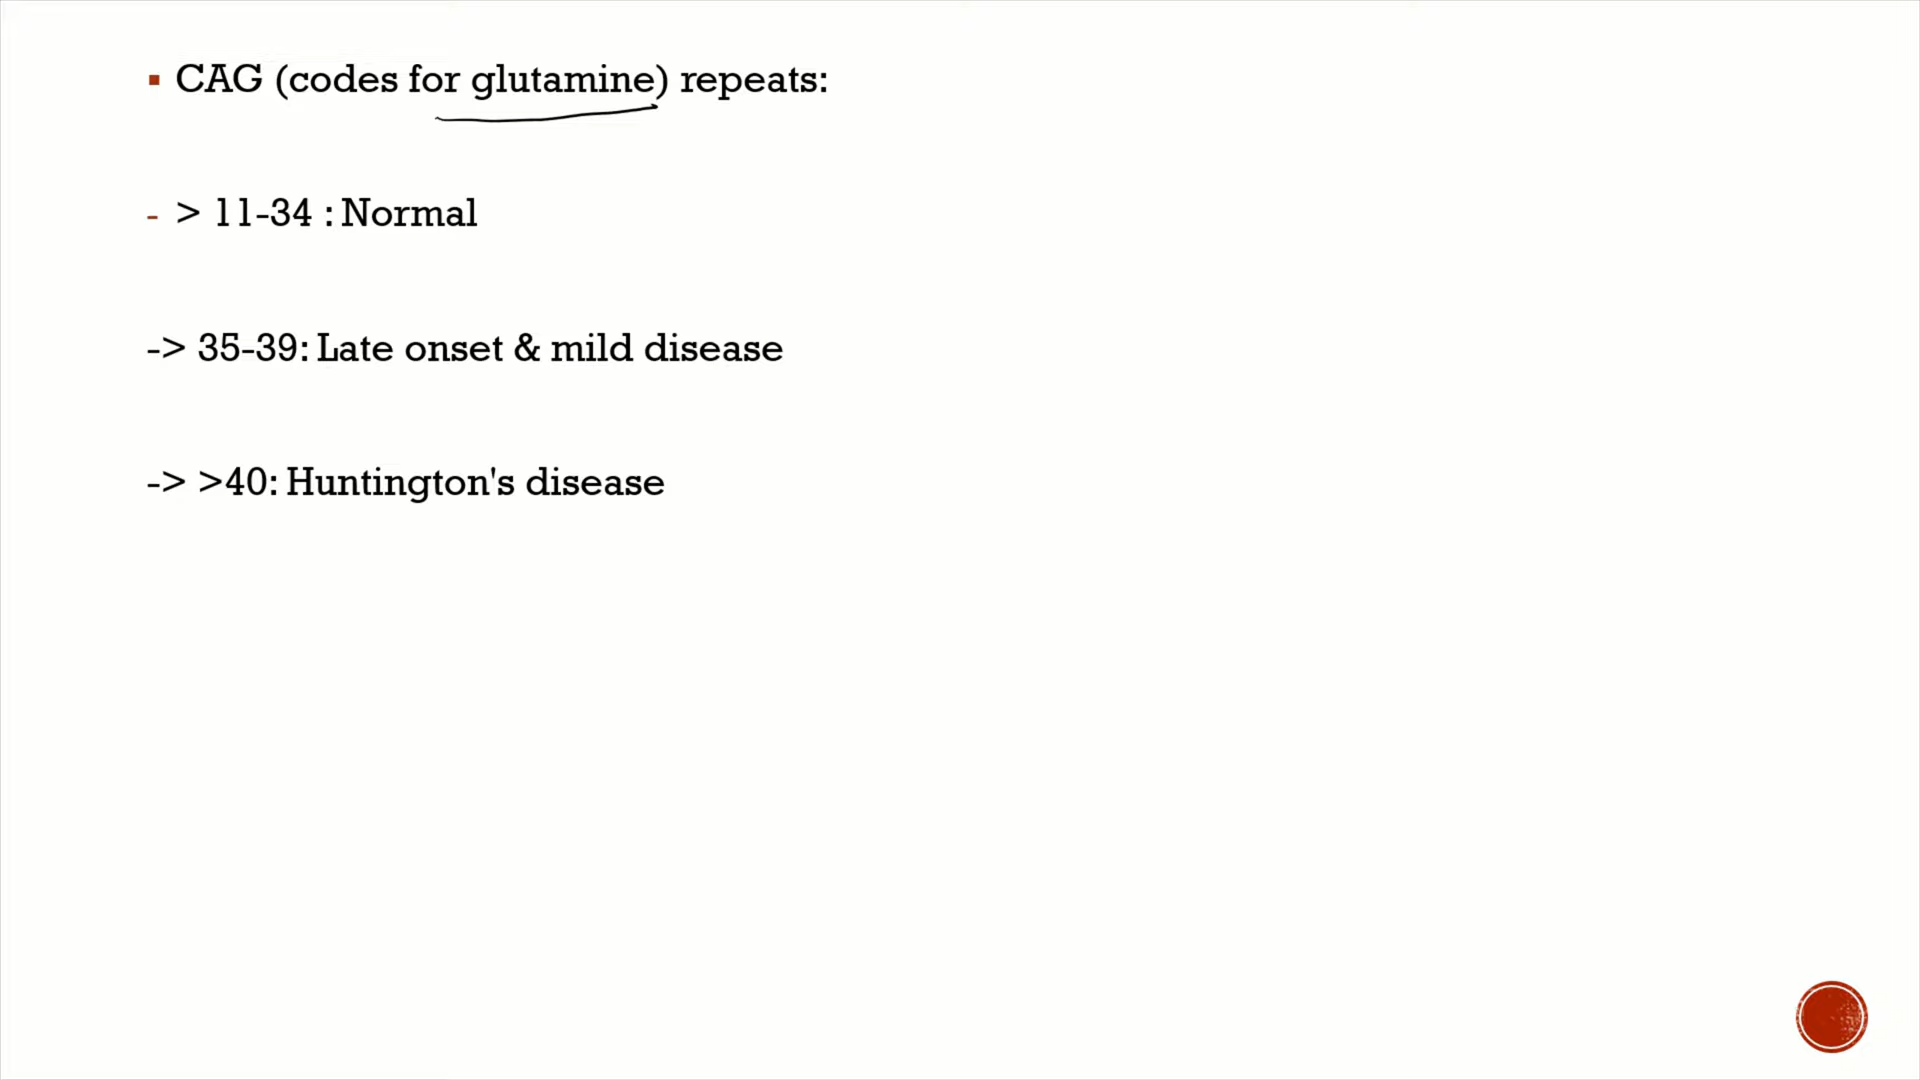 ▪ CAG (codes for glutamine) repeats:
- > 11-34 : Normal
-> 35-39: Late onset & mild disease
-> >40: Huntington's disease